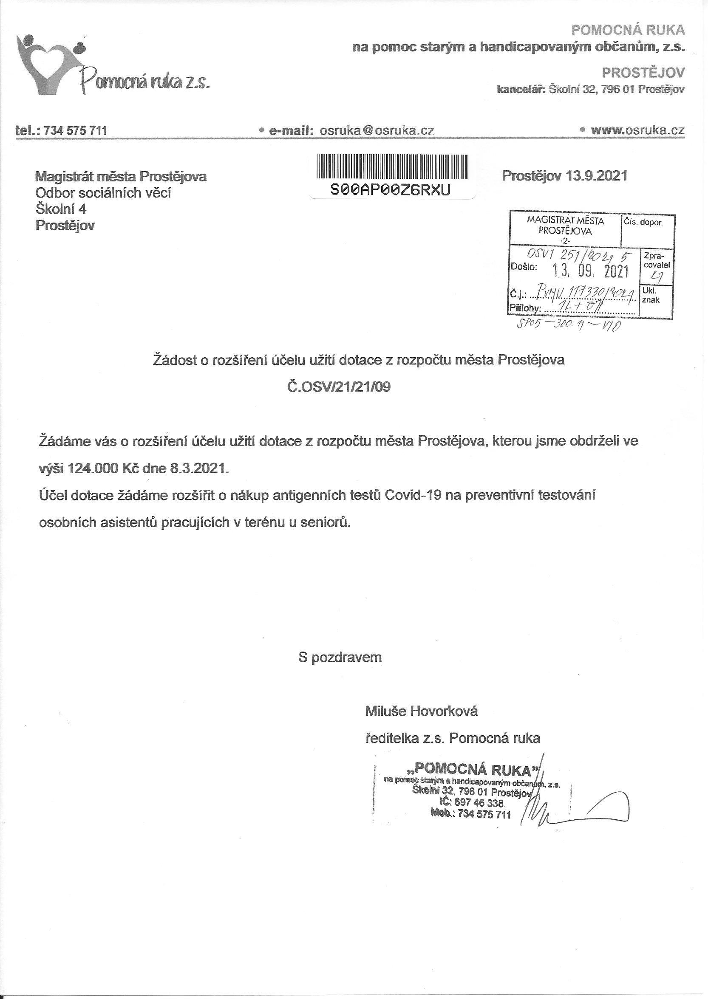 POMOCNÁ RUKA
na pomoc starým a handicapovaným občanům, z.s.
Pomocná ruka z.s.
PROSTĚJOV
kancelář: Školní 32, 796 01 Prostějov
tel.: 734 575 711 • e-mail: osruka@osruka.cz • www.osruka.cz
S00AP00Z6RXU
Magistrát města Prostějova
Odbor sociálních věcí
Školní 4
Prostějov
Prostějov 13.9.2021
MAGISTRÁT MĚSTA
PROSTĚJOVA
-2-
Čís. dopor.
OSV1 251/2021 5
Došlo: 13. 09. 2021
Zpra-
covatel
Č.j.: PVMU 117330/2021
Ukl.
znak
Přílohy: 1L +
SP05-300.11-V10
Žádost o rozšíření účelu užití dotace z rozpočtu města Prostějova
Č.OSV/21/21/09
Žádáme vás o rozšíření účelu užití dotace z rozpočtu města Prostějova, kterou jsme obdrželi ve
výši 124.000 Kč dne 8.3.2021.
Účel dotace žádáme rozšířit o nákup antigenních testů Covid-19 na preventivní testování
osobních asistentů pracujících v terénu u seniorů.
S pozdravem
Miluše Hovorková
ředitelka z.s. Pomocná ruka
„POMOCNÁ RUKA”
na pomoc starým a handicapovaným občanům, z.s.
Školní 32, 796 01 Prostějov
IČ: 697 46 338
Mob.: 734 575 711